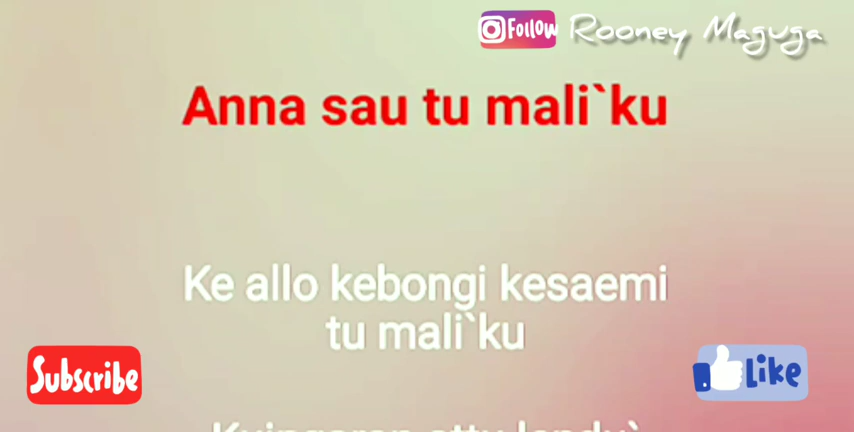 Follow Rooney Maguga
Anna sau tu mali`ku
Ke allo kebongi kesaemi
tu mali`ku
Subscribe
Like